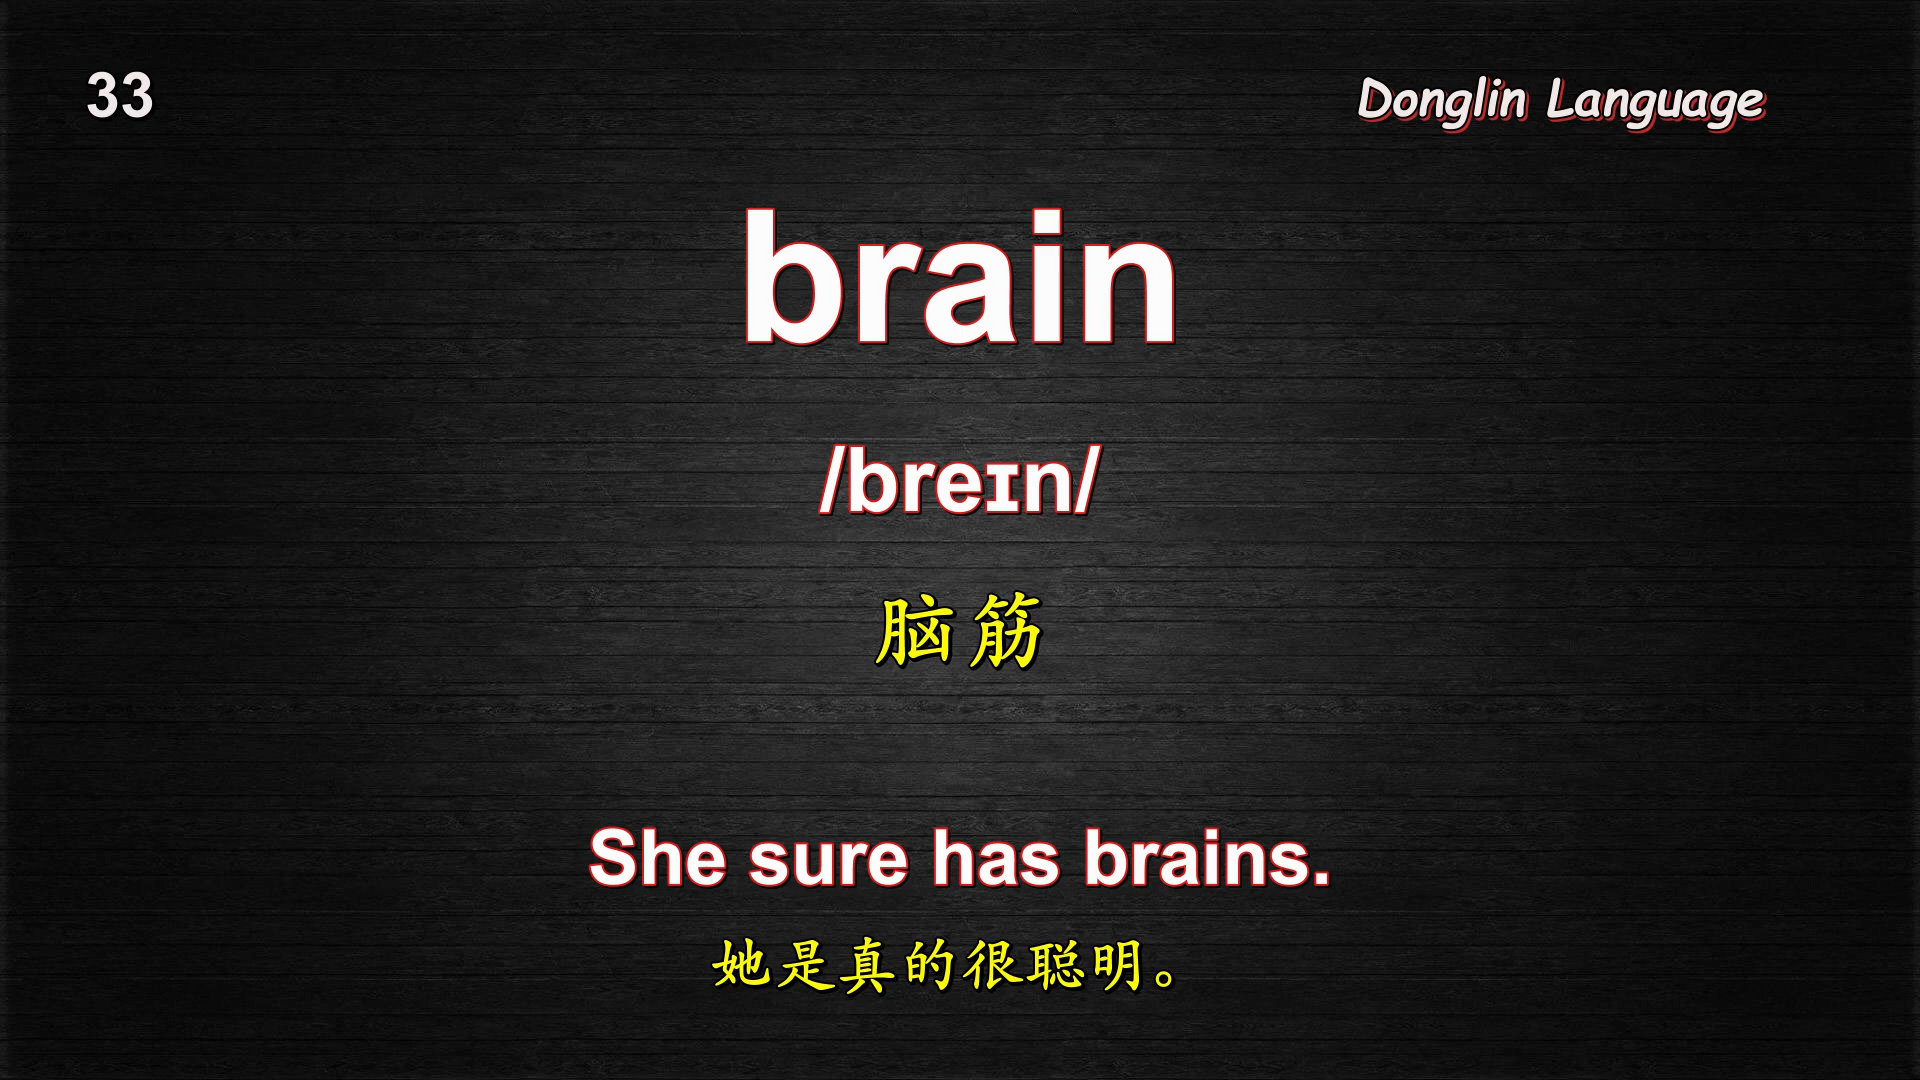 33
Donglin Language
brain
/breɪn/
脑筋
She sure has brains.
她是真的很聪明。